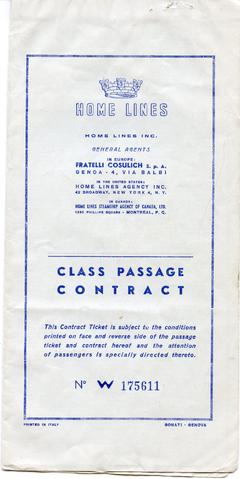 HOME LINES
HOME LINES INC.
GENERAL AGENTS
IN EUROPE:
FRATELLI COSULICH S. p. A.
GENOA - 4, VIA BALBI
IN THE UNITED STATES:
HOME LINES AGENCY INC.
42 BROADWAY, NEW YORK 4, N. Y.
IN CANADA:
HOME LINES STEAMSHIP AGENCY OF CANADA, LTD.
1255 PHILLIPS SQUARE - MONTREAL, P. Q.
CLASS PASSAGE
CONTRACT
This Contract Ticket is subject to the conditions
printed on face and reverse side of the passage
ticket and contract hereof and the attention
of passengers is specially directed thereto.
N° W 175611
PRINTED IN ITALY
BONATI - GENOVA